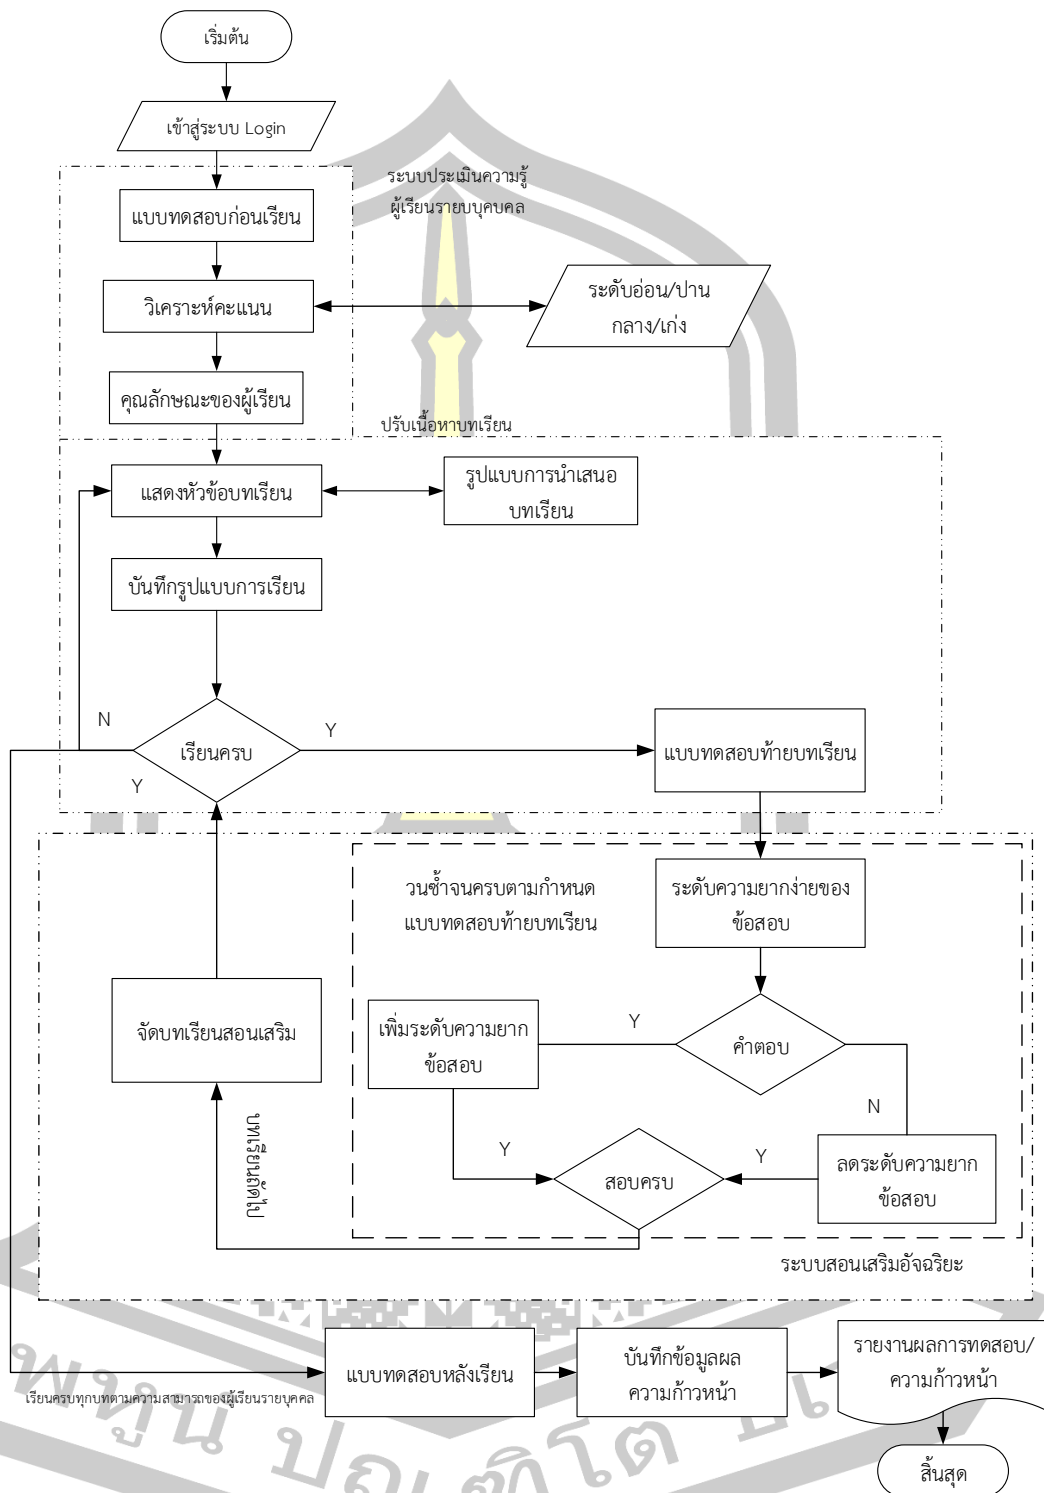 เริ่มต้น
เข้าสู่ระบบ Login
ระบบประเมินความรู้
ผู้เรียนรายบบุคบคล
แบบทดสอบก่อนเรียน
วิเคราะห์คะแนน
ระดับอ่อน/ปาน
กลาง/เก่ง
คุณลักษณะของผู้เรียน
ปรับเนื้อหาบทเรียน
แสดงหัวข้อบทเรียน
รูปแบบการนำเสนอ
บทเรียน
บันทึกรูปแบบการเรียน
N
เรียนครบ
Y
Y
แบบทดสอบท้ายบทเรียน
วนซ้ำจนครบตามกำหนด
แบบทดสอบท้ายบทเรียน
ระดับความยากง่ายของ
ข้อสอบ
จัดบทเรียนสอนเสริม
เพิ่มระดับความยาก
ข้อสอบ
Y
คำตอบ
N
บทเรียนถัดไป
Y
สอบครบ
Y
ลดระดับความยาก
ข้อสอบ
ระบบสอนเสริมอัจฉริยะ
เรียนครบทุกบทตามความสามารถของผู้เรียนรายบุคคล
แบบทดสอบหลังเรียน
บันทึกข้อมูลผล
ความก้าวหน้า
รายงานผลการทดสอบ/
ความก้าวหน้า
สิ้นสุด
พหูน ปณฺฑิโต